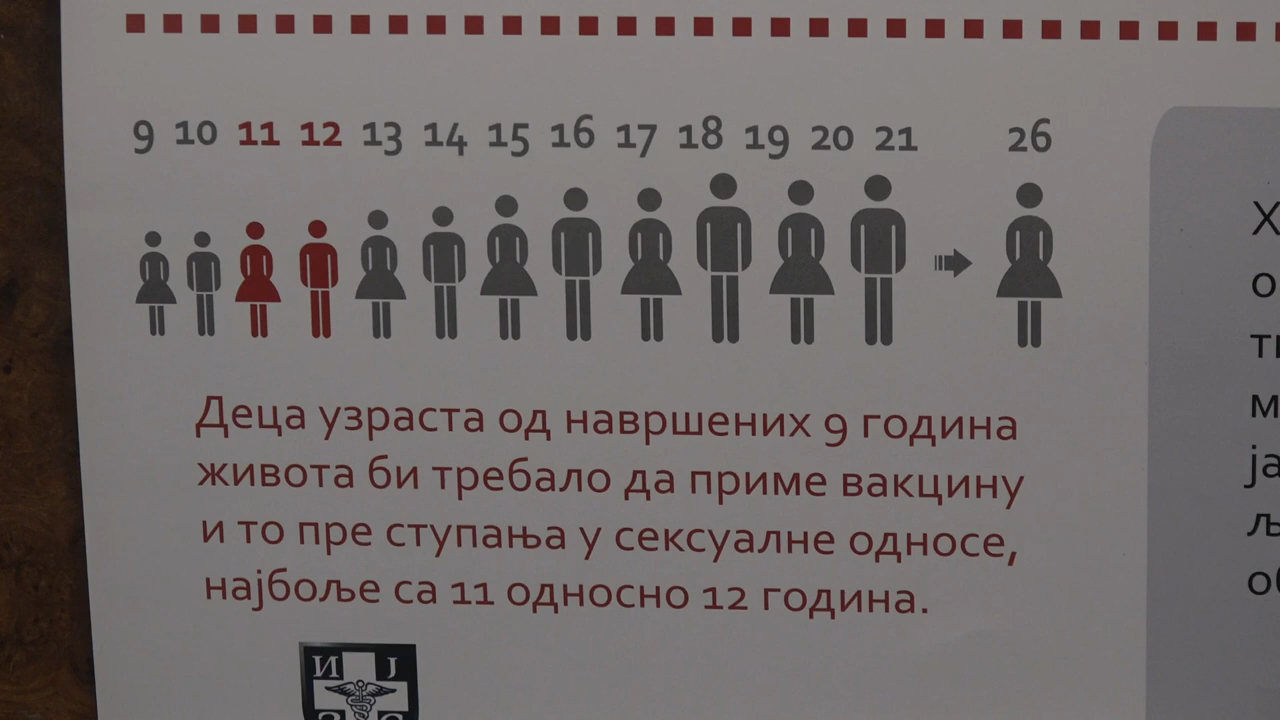 9 10 11 12 13 14 15 16 17 18 19 20 21 26
Деца узраста од навршених 9 година
живота би требало да приме вакцину
и то пре ступања у сексуалне односе,
најбоље са 11 односно 12 година.
И Ј